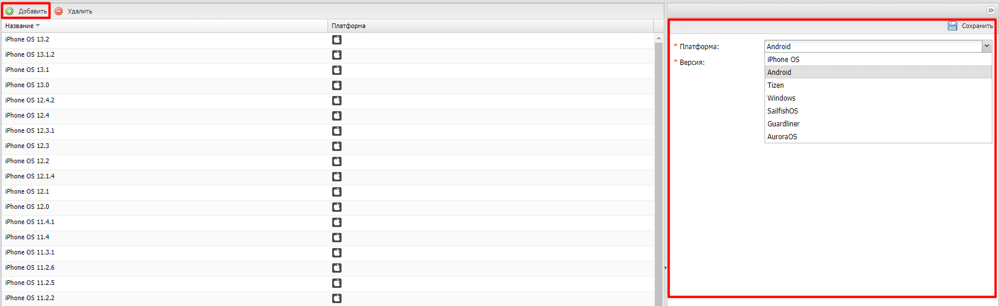 Добавить Удалить
Название Платформа
iPhone OS 13.2
iPhone OS 13.1.2
iPhone OS 13.1
iPhone OS 13.0
iPhone OS 12.4.2
iPhone OS 12.4
iPhone OS 12.3.1
iPhone OS 12.3
iPhone OS 12.2
iPhone OS 12.1.4
iPhone OS 12.1
iPhone OS 12.0
iPhone OS 11.4.1
iPhone OS 11.4
iPhone OS 11.3.1
iPhone OS 11.2.6
iPhone OS 11.2.5
iPhone OS 11.2.2
Сохранить
* Платформа: Android
* Версия:
iPhone OS
Android
Tizen
Windows
SailfishOS
Guardliner
AuroraOS